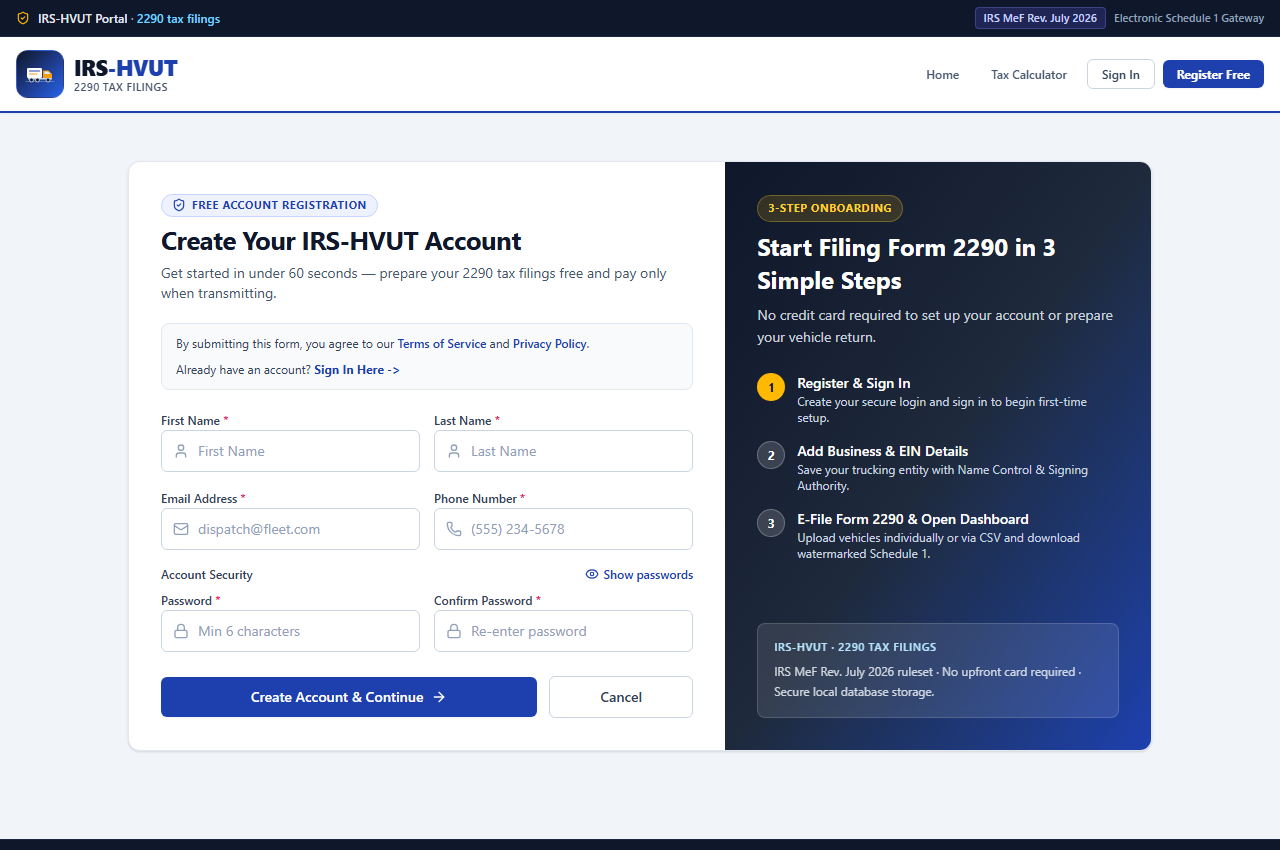 IRS-HVUT Portal · 2290 tax filings
IRS MeF Rev. July 2026
Electronic Schedule 1 Gateway
IRS-HVUT
2290 TAX FILINGS
Home
Tax Calculator
Sign In
Register Free
FREE ACCOUNT REGISTRATION
Create Your IRS-HVUT Account
Get started in under 60 seconds — prepare your 2290 tax filings free and pay only
when transmitting.
By submitting this form, you agree to our Terms of Service and Privacy Policy.
Already have an account? Sign In Here ->
First Name *
Last Name *
First Name
Last Name
Email Address *
Phone Number *
dispatch@fleet.com
(555) 234-5678
Account Security
Show passwords
Password *
Confirm Password *
Min 6 characters
Re-enter password
Create Account & Continue →
Cancel
3-STEP ONBOARDING
Start Filing Form 2290 in 3
Simple Steps
No credit card required to set up your account or prepare
your vehicle return.
1
Register & Sign In
Create your secure login and sign in to begin first-time
setup.
2
Add Business & EIN Details
Save your trucking entity with Name Control & Signing
Authority.
3
E-File Form 2290 & Open Dashboard
Upload vehicles individually or via CSV and download
watermarked Schedule 1.
IRS-HVUT · 2290 TAX FILINGS
IRS MeF Rev. July 2026 ruleset · No upfront card required ·
Secure local database storage.